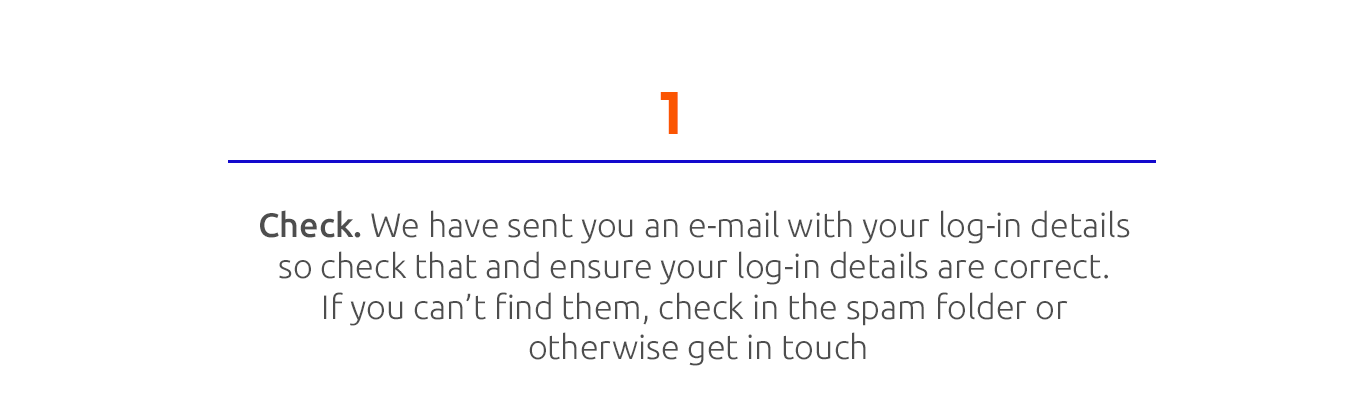 1
Check. We have sent you an e-mail with your log-in details
so check that and ensure your log-in details are correct.
If you can’t find them, check in the spam folder or
otherwise get in touch